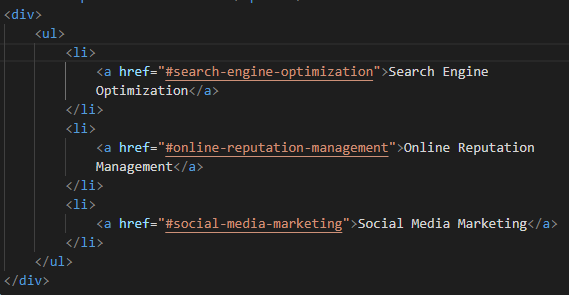 <div>
<ul>
<li>
<a href="#search-engine-optimization">Search Engine
Optimization</a>
</li>
<li>
<a href="#online-reputation-management">Online Reputation
Management</a>
</li>
<li>
<a href="#social-media-marketing">Social Media Marketing</a>
</li>
</ul>
</div>